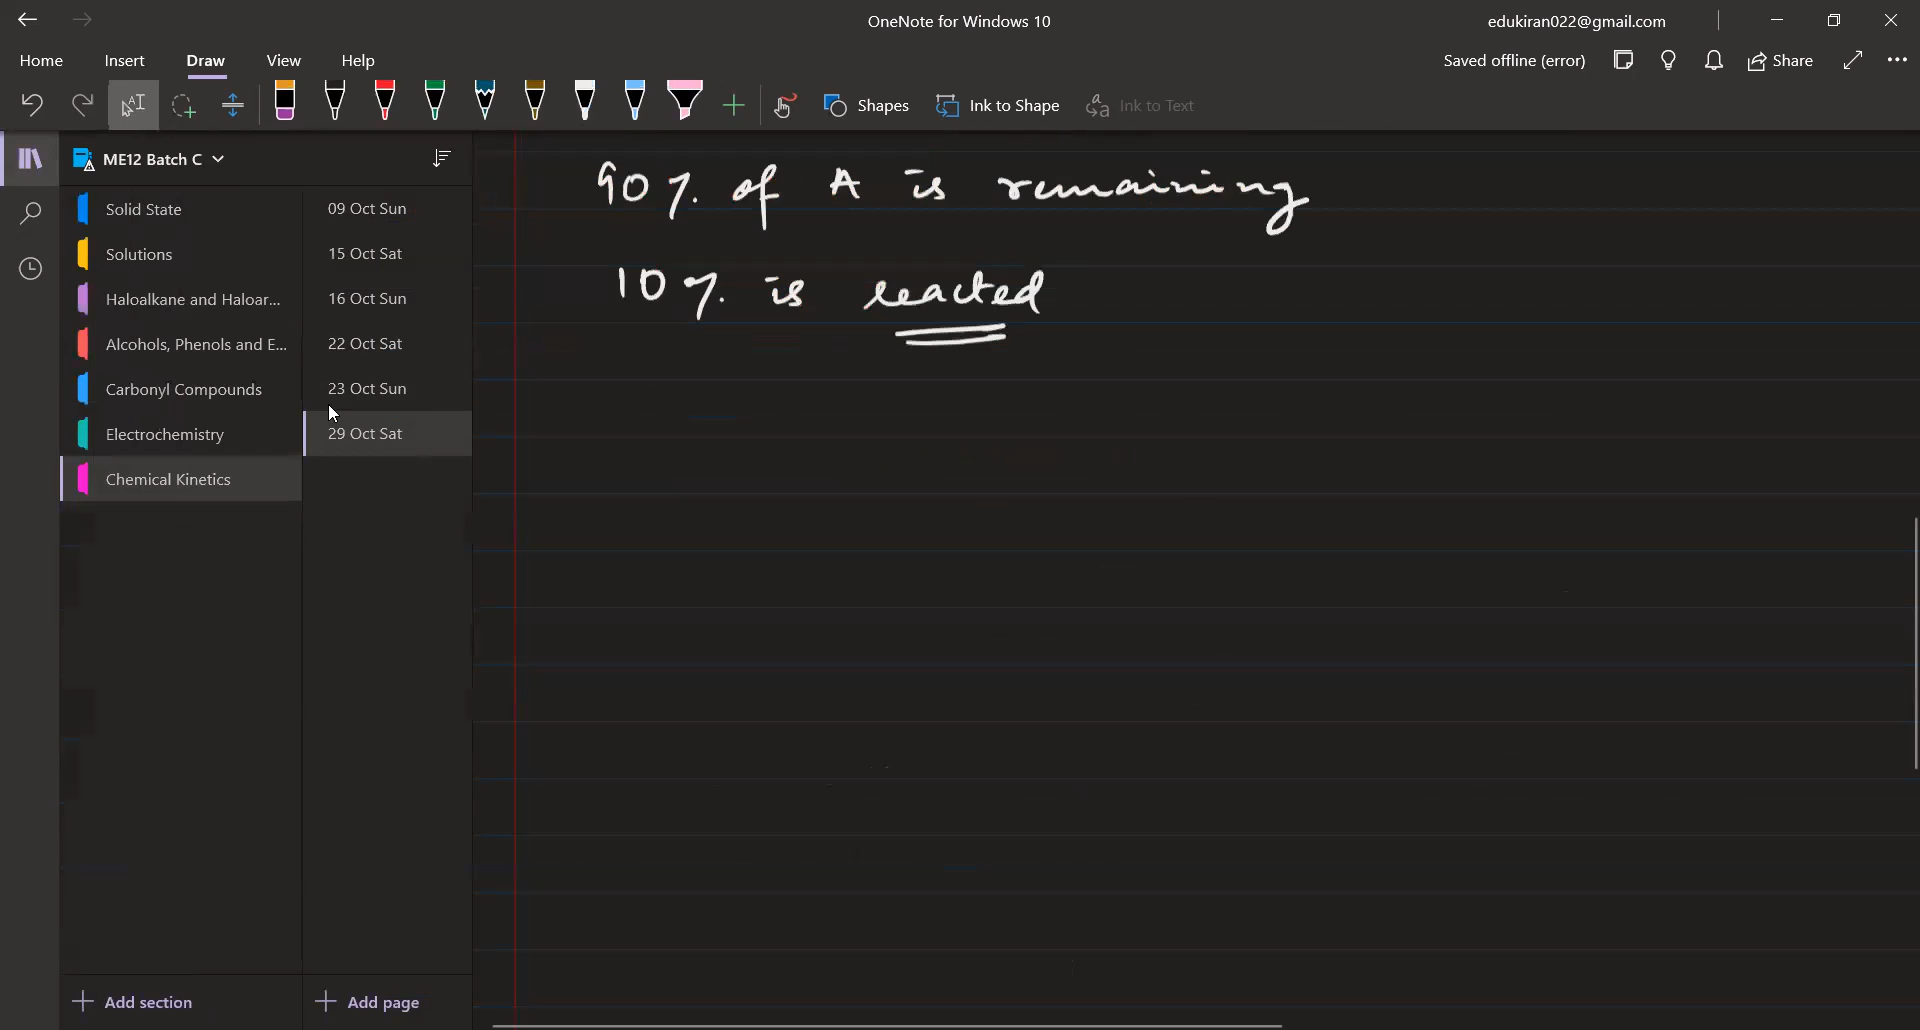 OneNote for Windows 10
edukiran022@gmail.com
Home Insert Draw View Help
Saved offline (error)
Share
Shapes
Ink to Shape
Ink to Text
ME12 Batch C
Solid State
Solutions
Haloalkane and Haloar...
Alcohols, Phenols and E...
Carbonyl Compounds
Electrochemistry
Chemical Kinetics
Add section
09 Oct Sun
15 Oct Sat
16 Oct Sun
22 Oct Sat
23 Oct Sun
29 Oct Sat
Add page
90 %. of A is remaining
10 %. is reacted